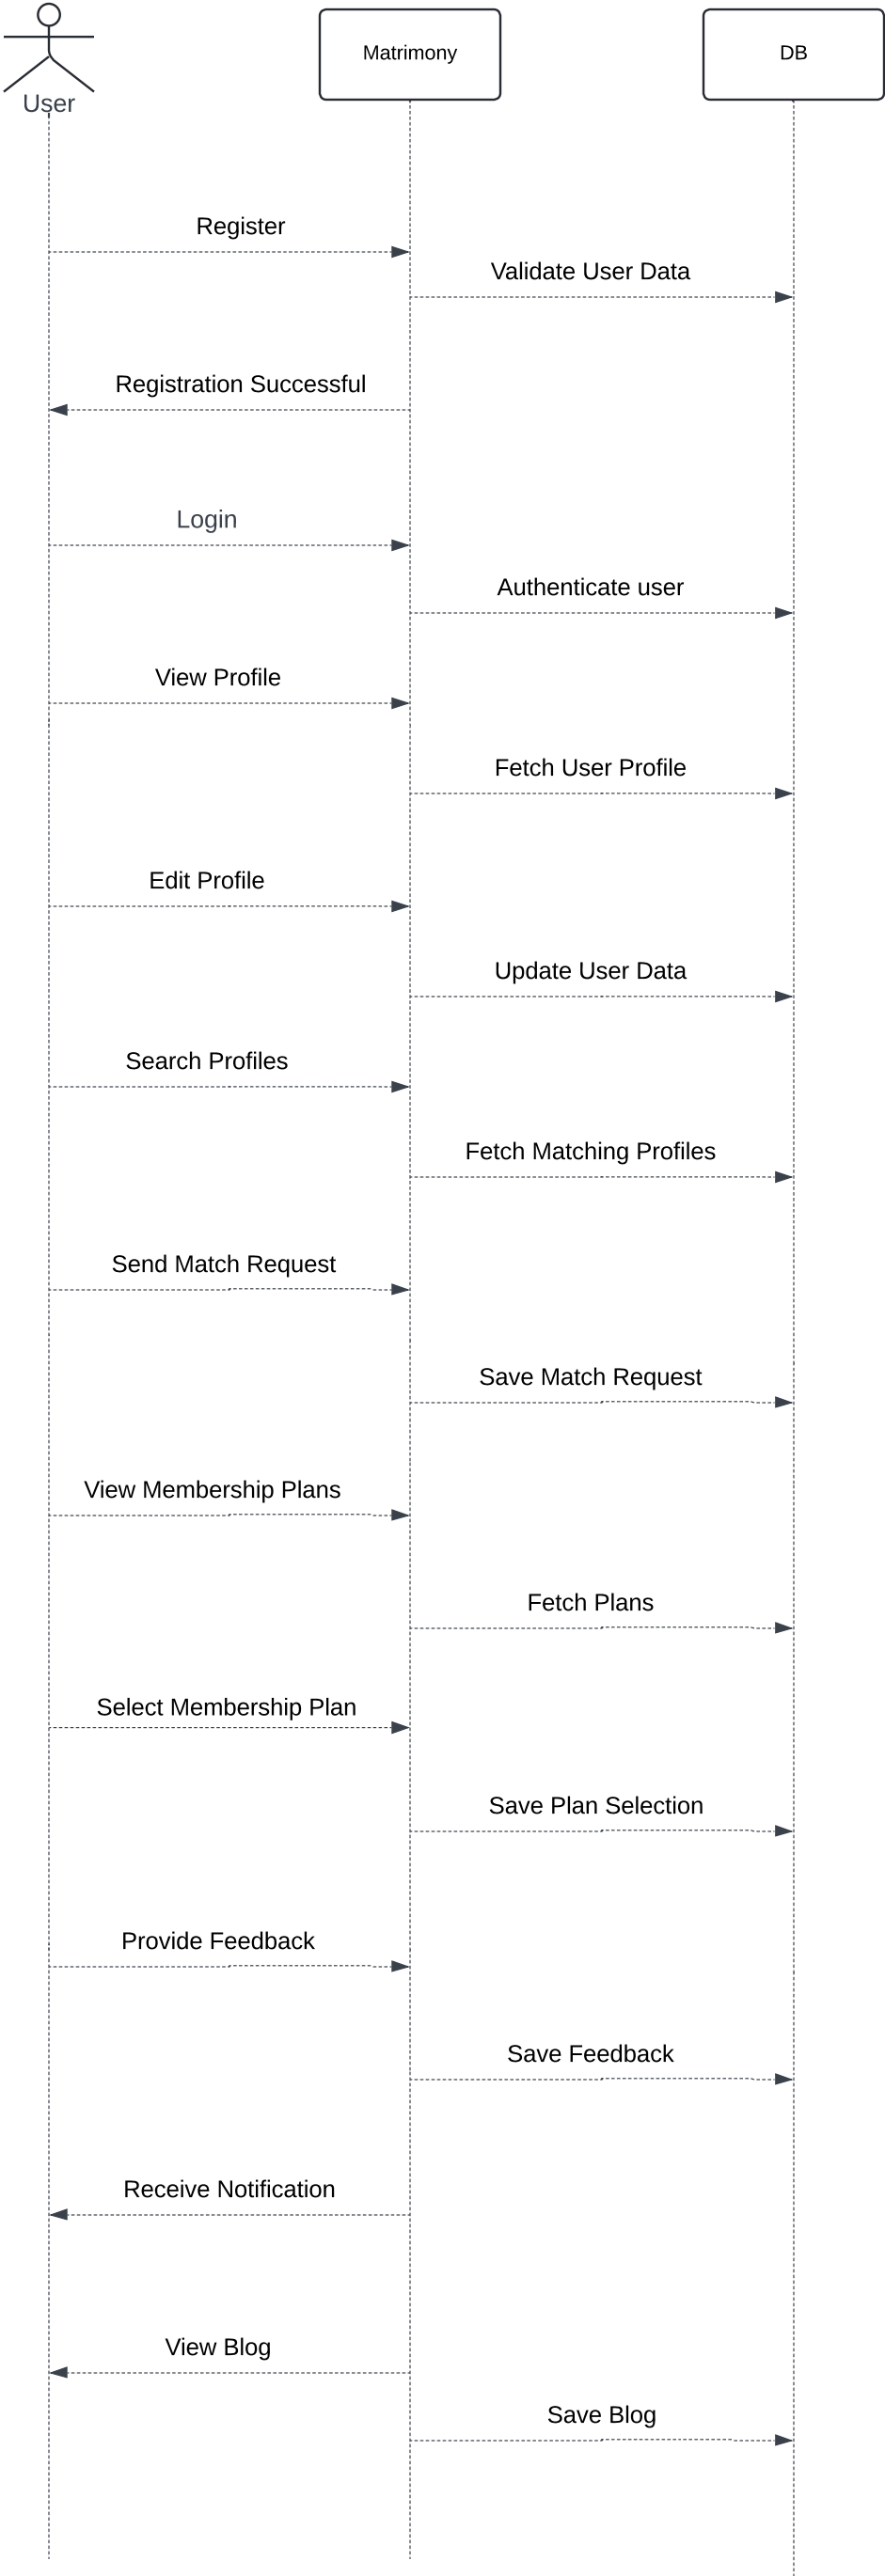 User
Matrimony
DB
Register
Validate User Data
Registration Successful
Login
Authenticate user
View Profile
Fetch User Profile
Edit Profile
Update User Data
Search Profiles
Fetch Matching Profiles
Send Match Request
Save Match Request
View Membership Plans
Fetch Plans
Select Membership Plan
Save Plan Selection
Provide Feedback
Save Feedback
Receive Notification
View Blog
Save Blog